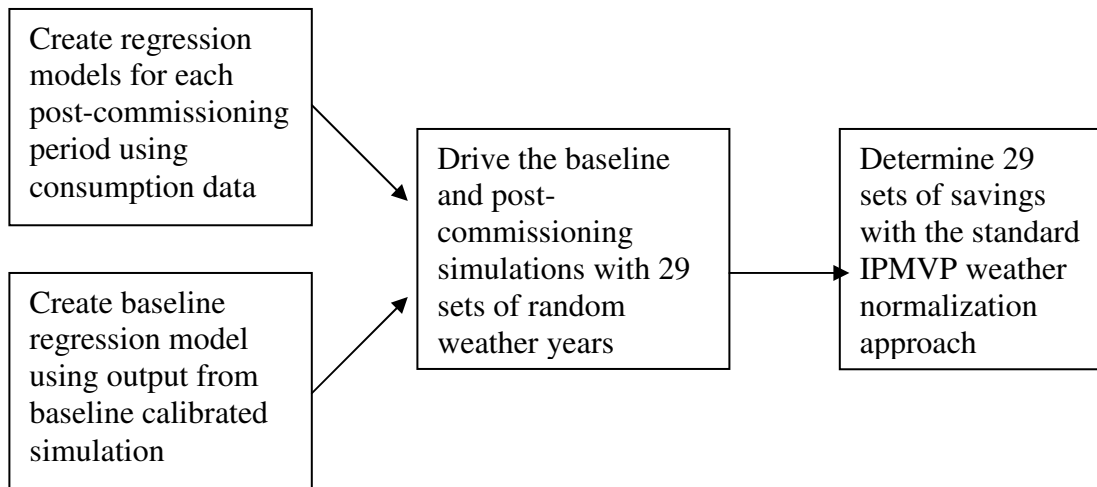 Create regression
models for each
post-commissioning
period using
consumption data
Create baseline
regression model
using output from
baseline calibrated
simulation
Drive the baseline
and post-
commissioning
simulations with 29
sets of random
weather years
Determine 29
sets of savings
with the standard
IPMVP weather
normalization
approach